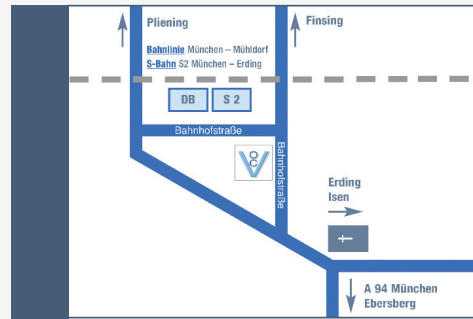 Pliening
Finsing
Bahnlinie München – Mühldorf
S-Bahn S2 München – Erding
DB
S 2
Bahnhofstraße
Bahnhofstraße
Erding
Isen
A 94 München
Ebersberg